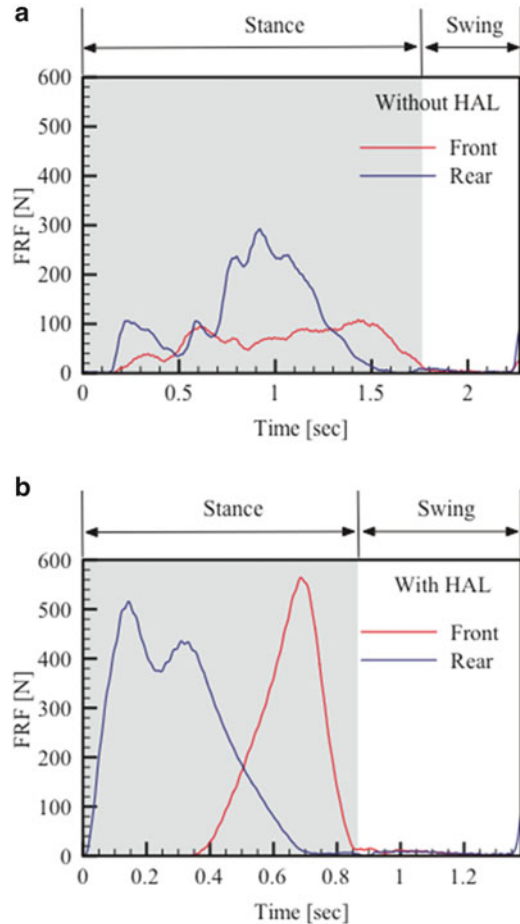 a
Stance Swing
600
500
400
300
200
100
0
FRF [N]
Without HAL
Front
Rear
0 0.5 1 1.5 2
Time [sec]
b
Stance Swing
600
500
400
300
200
100
0
FRF [N]
With HAL
Front
Rear
0 0.2 0.4 0.6 0.8 1 1.2
Time [sec]